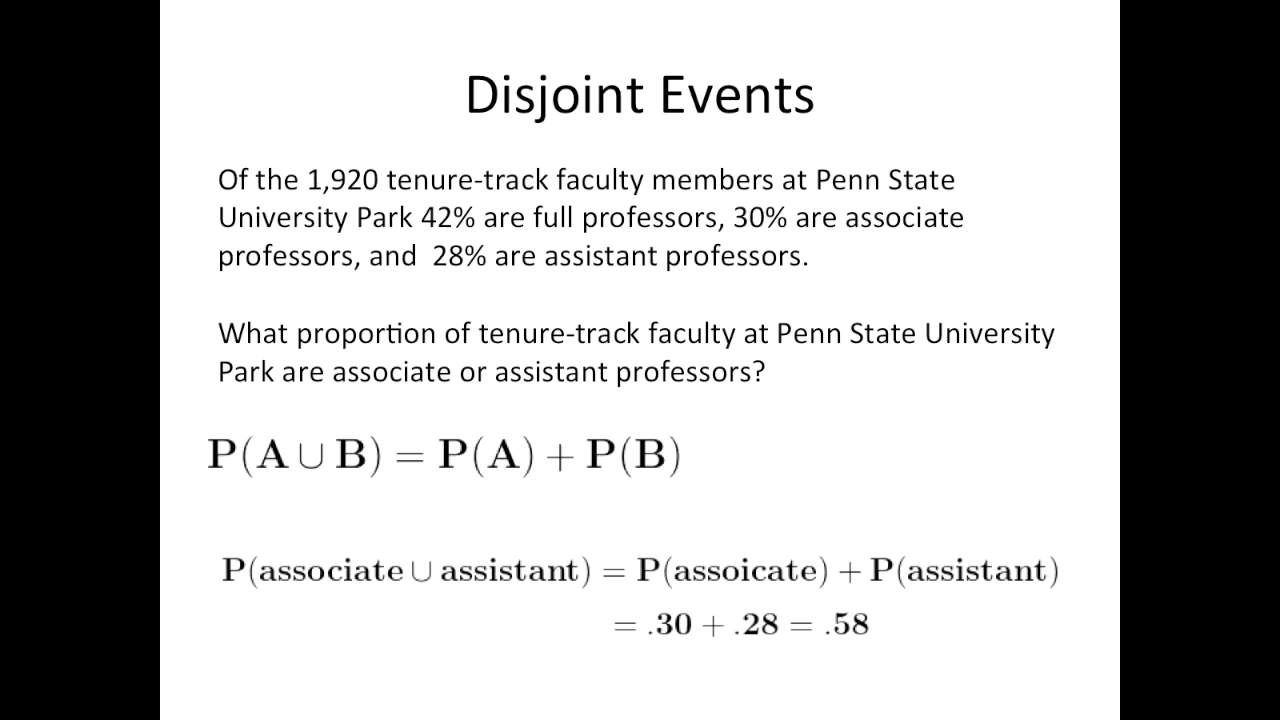 Disjoint Events
Of the 1,920 tenure-track faculty members at Penn State
University Park 42% are full professors, 30% are associate
professors, and  28% are assistant professors.
What proportion of tenure-track faculty at Penn State University
Park are associate or assistant professors?
P(A ∪ B) = P(A) + P(B)
P(associate ∪ assistant) = P(assoicate) + P(assistant)
= .30 + .28 = .58